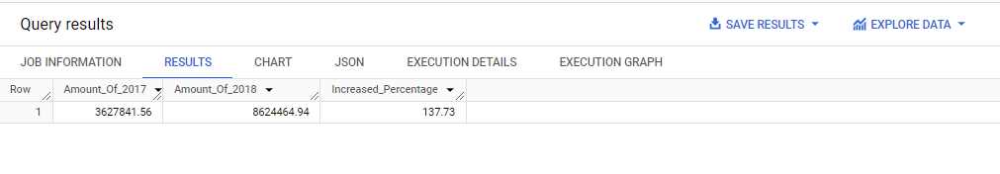 Query results SAVE RESULTS EXPLORE DATA
JOB INFORMATION RESULTS CHART JSON EXECUTION DETAILS EXECUTION GRAPH
Row Amount_Of_2017 Amount_Of_2018 Increased_Percentage
1 3627841.56 8624464.94 137.73